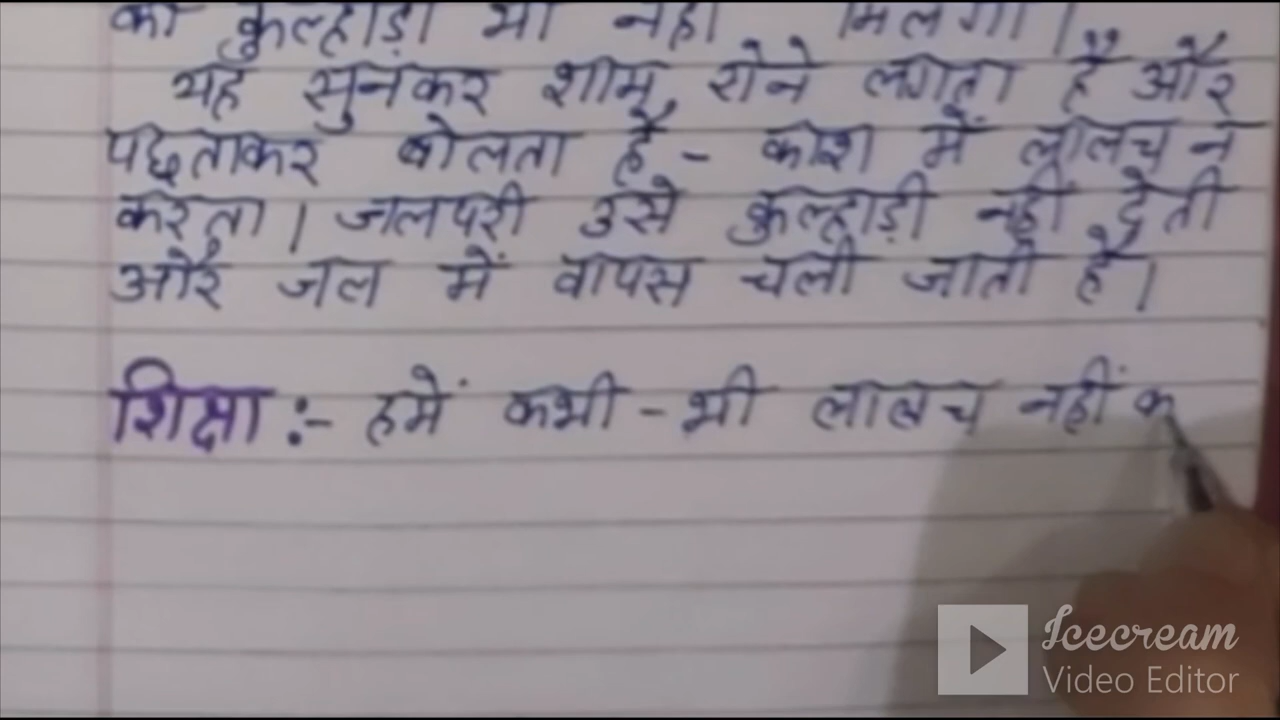 को कुल्हाड़ी भी नहीं मिलेगी।
यह सुनकर शामू रोने लगता है और
पछताकर बोलता है - काश में लालच न
करता। जलपरी उसे कुल्हाड़ी नहीं देती
और जल में वापस चली जाती है।
शिक्षा :- हमें कभी - भी लालच नहीं क
Icecream
Video Editor